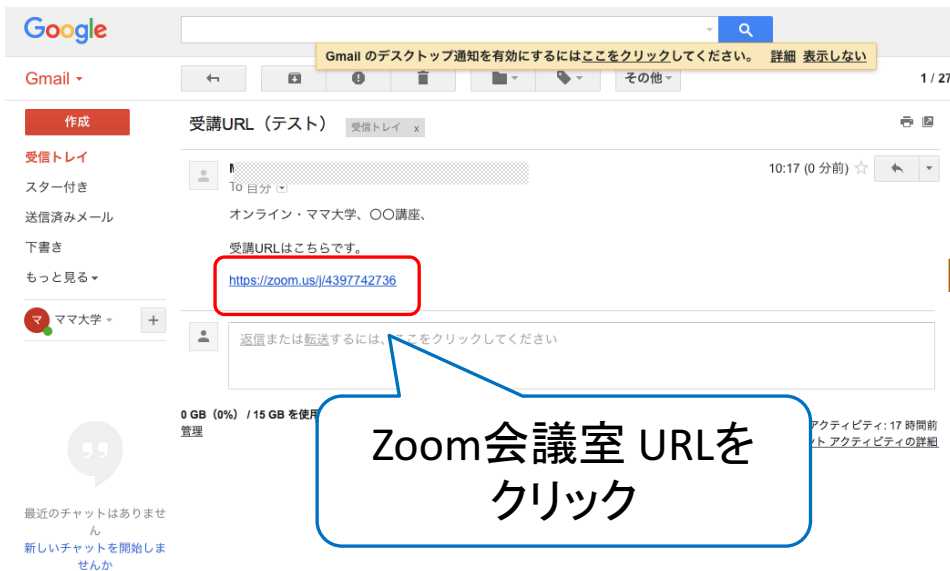 Google
Gmail のデスクトップ通知を有効にするにはここをクリックしてください。 詳細 表示しない
Gmail
その他
1 / 27
作成
受講URL（テスト） 受信トレイ x
受信トレイ
10:17 (0 分前)
スター付き
To 自分
送信済みメール
オンライン・ママ大学、〇〇講座、
下書き
受講URLはこちらです。
もっと見る
https://zoom.us/j/4397742736
マ ママ大学 +
返信または転送するには、ここをクリックしてください
0 GB（0%）/ 15 GB を使用
管理
アクティビティ: 17 時間前
アクティビティの詳細
Zoom会議室 URLを
クリック
最近のチャットはありませ
ん
新しいチャットを開始しま
せんか